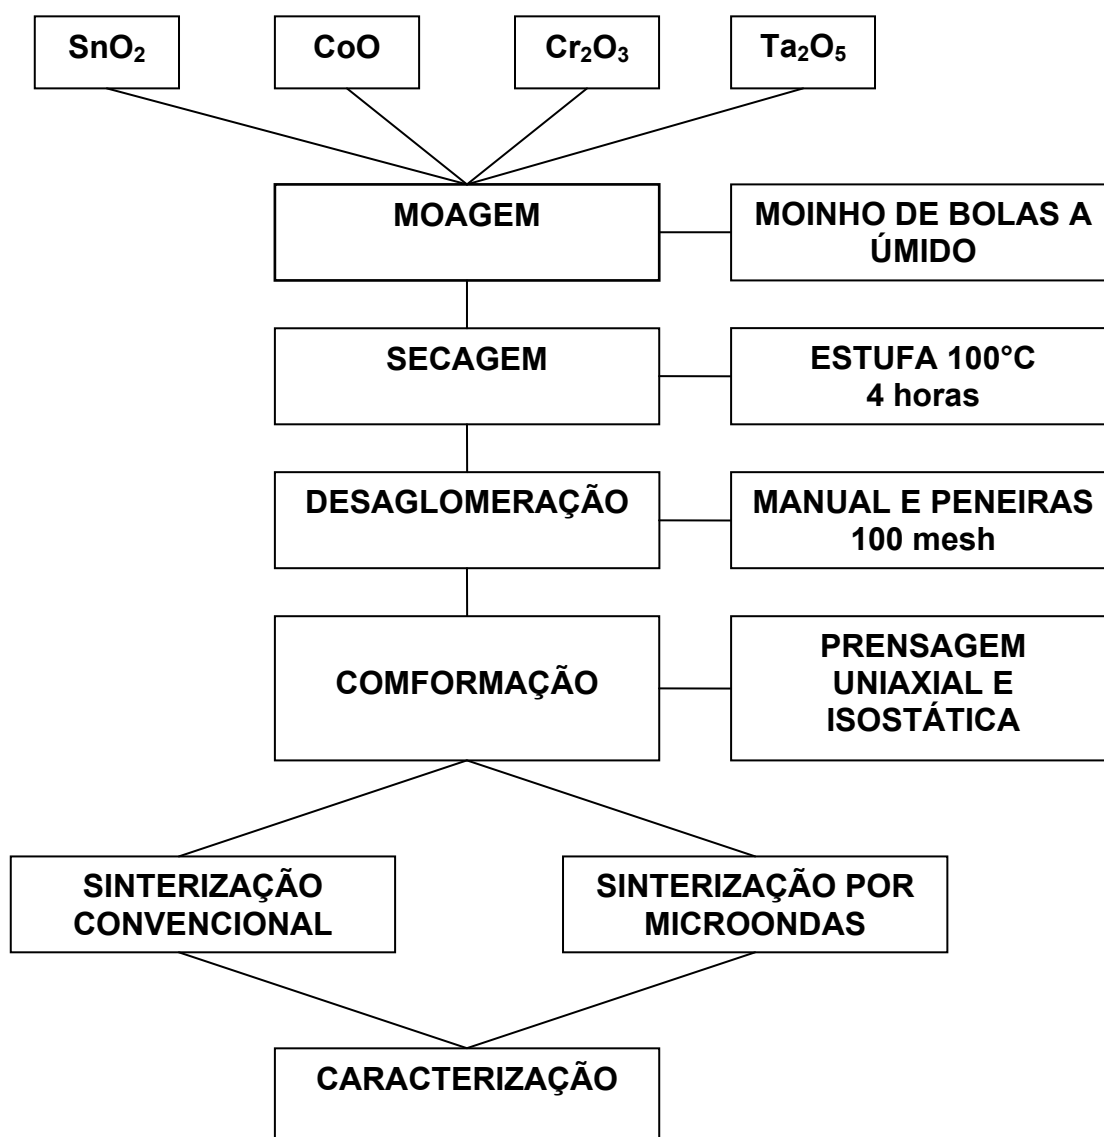 SnO₂
CoO
Cr₂O₃
Ta₂O₅
MOAGEM
MOINHO DE BOLAS A
ÚMIDO
SECAGEM
ESTUFA 100°C
4 horas
DESAGLOMERAÇÃO
MANUAL E PENEIRAS
100 mesh
COMFORMAÇÃO
PRENSAGEM
UNIAXIAL E
ISOSTÁTICA
SINTERIZAÇÃO
CONVENCIONAL
SINTERIZAÇÃO POR
MICROONDAS
CARACTERIZAÇÃO